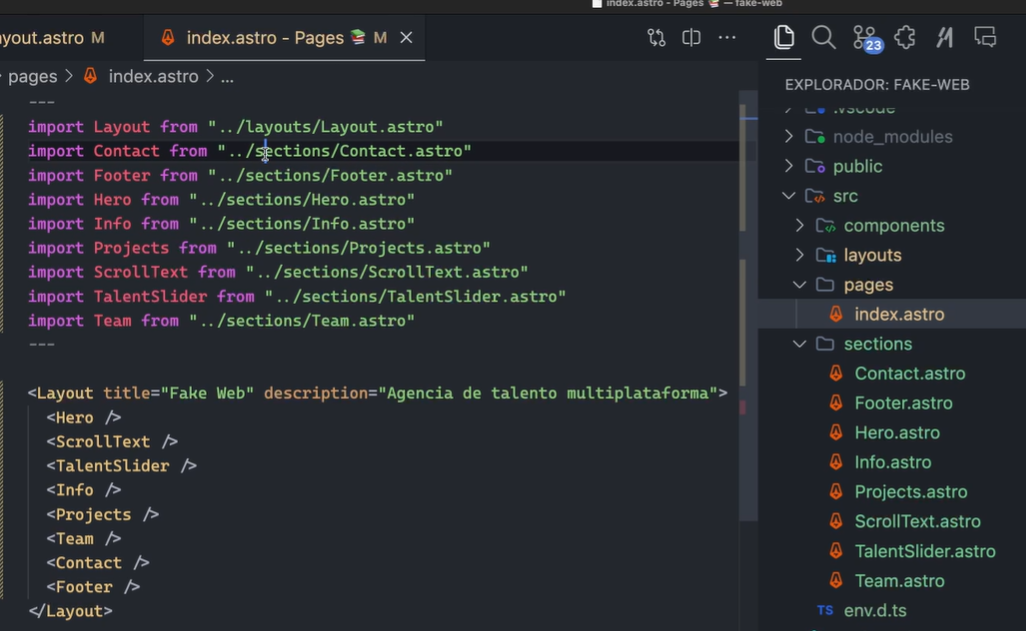 index.astro - Pages 📚 — fake-web
ayout.astro M
index.astro - Pages 📚 M
23
pages > index.astro > ...
EXPLORADOR: FAKE-WEB
---
import Layout from "../layouts/Layout.astro"
import Contact from "../sections/Contact.astro"
import Footer from "../sections/Footer.astro"
import Hero from "../sections/Hero.astro"
import Info from "../sections/Info.astro"
import Projects from "../sections/Projects.astro"
import ScrollText from "../sections/ScrollText.astro"
import TalentSlider from "../sections/TalentSlider.astro"
import Team from "../sections/Team.astro"
---
<Layout title="Fake Web" description="Agencia de talento multiplataforma">
<Hero />
<ScrollText />
<TalentSlider />
<Info />
<Projects />
<Team />
<Contact />
<Footer />
</Layout>
.vscode
node_modules
public
src
components
layouts
pages
index.astro
sections
Contact.astro
Footer.astro
Hero.astro
Info.astro
Projects.astro
ScrollText.astro
TalentSlider.astro
Team.astro
TS env.d.ts